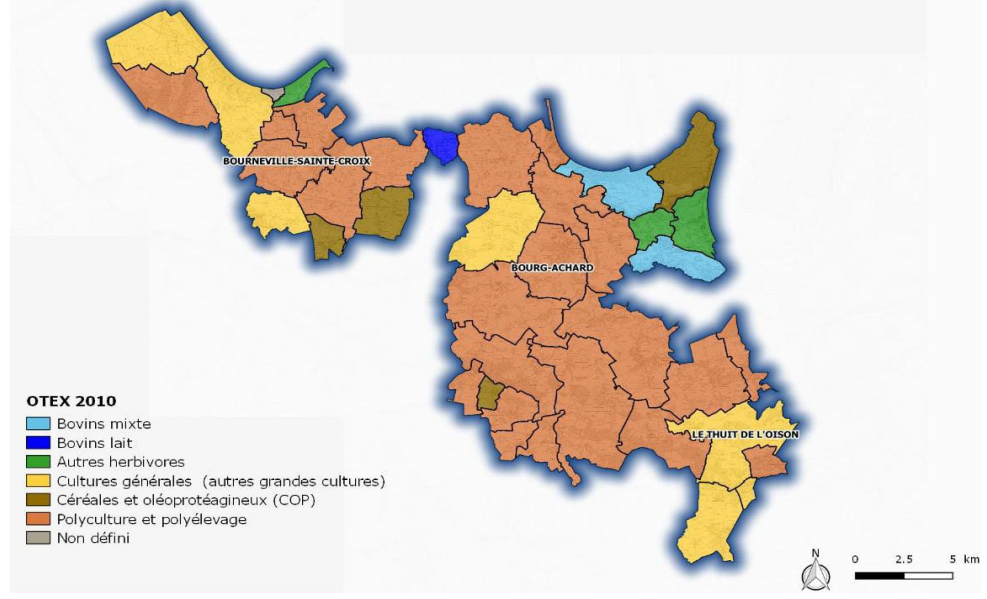 BOURNEVILLE-SAINTE-CROIX
BOURG-ACHARD
LE THUIT DE L'OISON
OTEX 2010
Bovins mixte
Bovins lait
Autres herbivores
Cultures générales (autres grandes cultures)
Céréales et oléoprotéagineux (COP)
Polyculture et polyélevage
Non défini
N
0 2.5 5 km